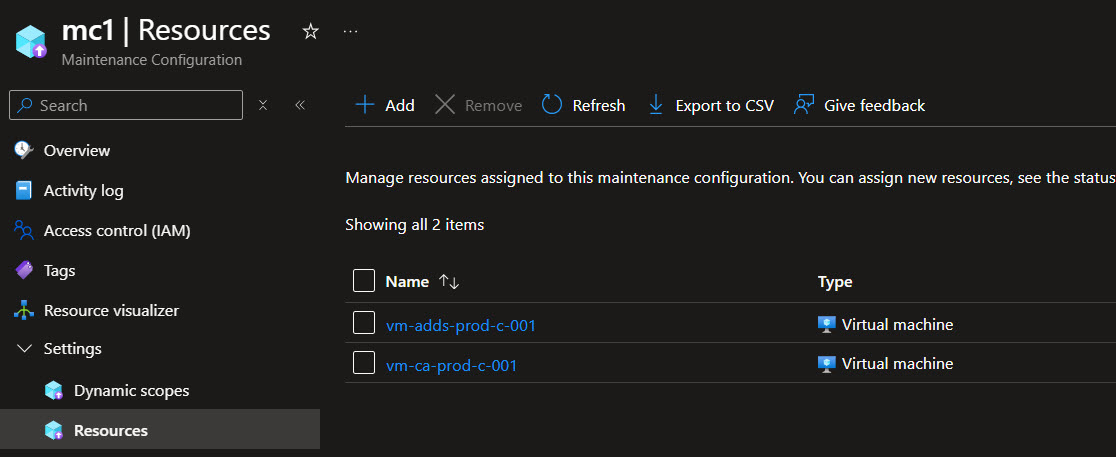 mc1 | Resources
Maintenance Configuration
Search
Overview
Activity log
Access control (IAM)
Tags
Resource visualizer
Settings
Dynamic scopes
Resources
Add Remove Refresh Export to CSV Give feedback
Manage resources assigned to this maintenance configuration. You can assign new resources, see the status
Showing all 2 items
Name Type
vm-adds-prod-c-001 Virtual machine
vm-ca-prod-c-001 Virtual machine